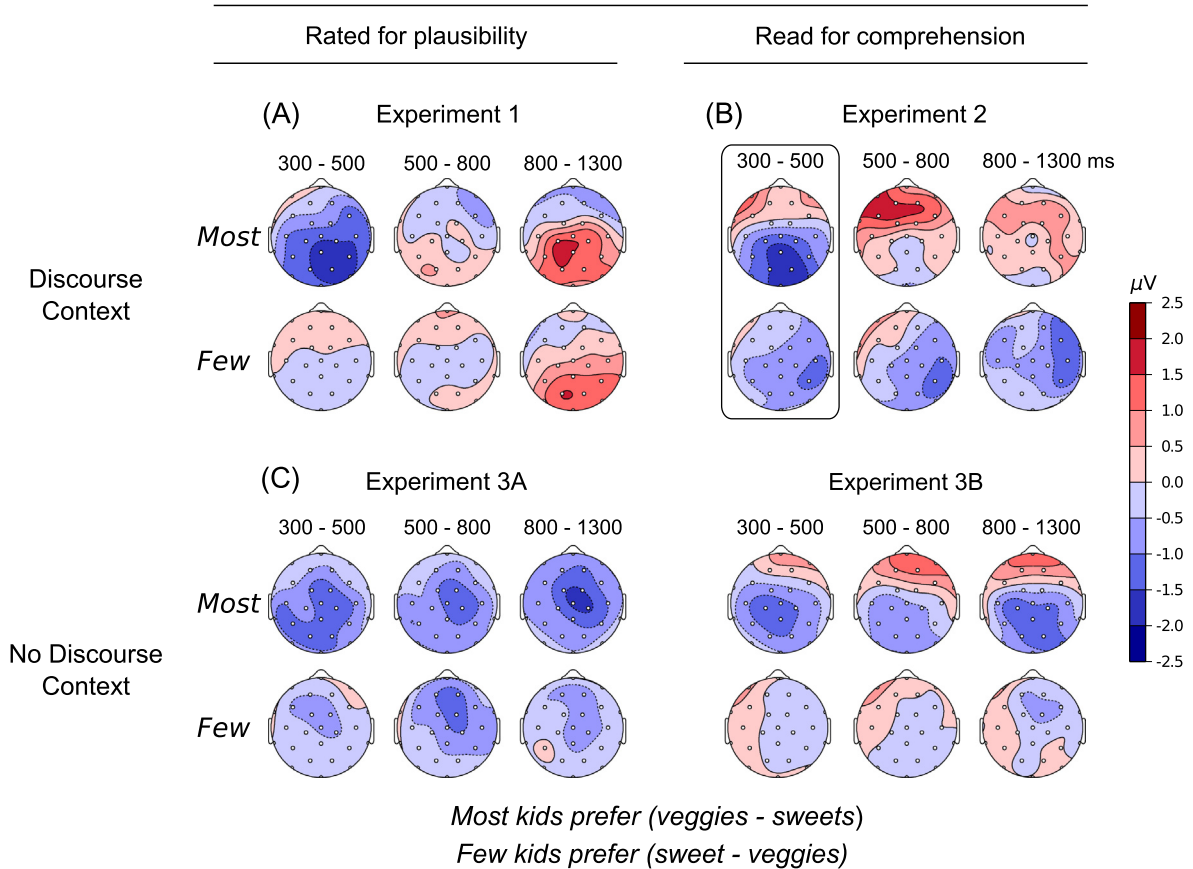 Rated for plausibility Read for comprehension
(A) Experiment 1 (B) Experiment 2
300 - 500 500 - 800 800 - 1300 300 - 500 500 - 800 800 - 1300 ms
Most
Discourse
Context
Few
µV
2.5
2.0
1.5
1.0
0.5
0.0
-0.5
-1.0
-1.5
-2.0
-2.5
(C) Experiment 3A Experiment 3B
300 - 500 500 - 800 800 - 1300 300 - 500 500 - 800 800 - 1300
Most
No Discourse
Context
Few
Most kids prefer (veggies - sweets)
Few kids prefer (sweet - veggies)